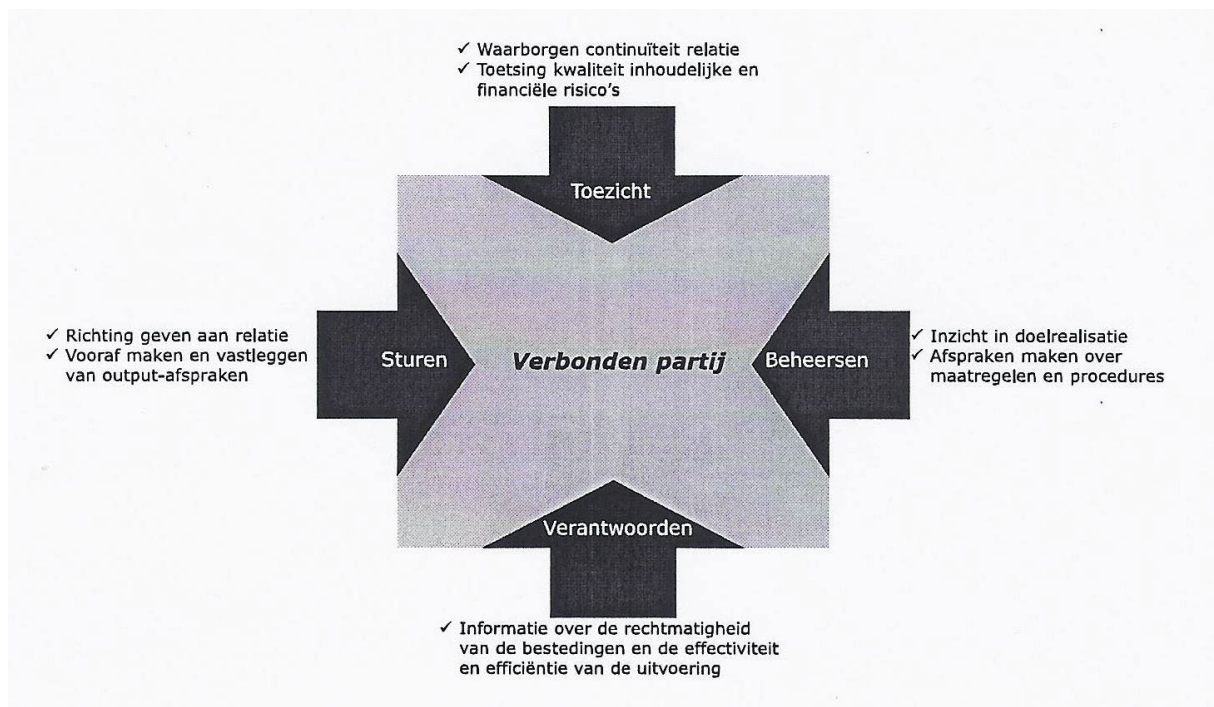 ✓ Waarborgen continuïteit relatie
✓ Toetsing kwaliteit inhoudelijke en
financiële risico's
Toezicht
✓ Richting geven aan relatie
✓ Vooraf maken en vastleggen
van output-afspraken
Sturen
Verbonden partij
Beheersen
✓ Inzicht in doelrealisatie
✓ Afspraken maken over
maatregelen en procedures
Verantwoorden
✓ Informatie over de rechtmatigheid
van de bestedingen en de effectiviteit
en efficiëntie van de uitvoering